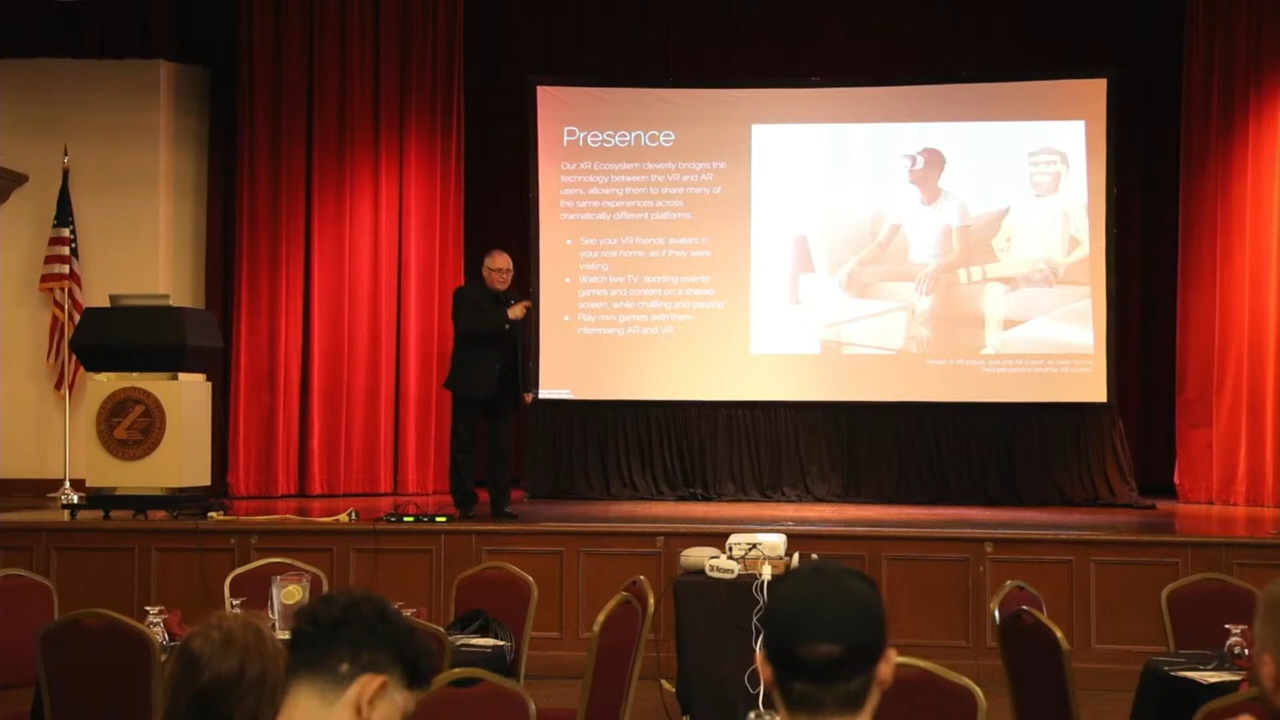 Presence
Our XR Ecosystem cleverly bridges the
technology between the VR and AR
users, allowing them to share many of
the same experiences across
dramatically different platforms
• See your VR friends' avatars in
your real home, as if they were
visiting
• Watch live TV, sporting events
games and content on a shared
screen, while chatting and playing
• Play mini games with them
intermixing AR and VR